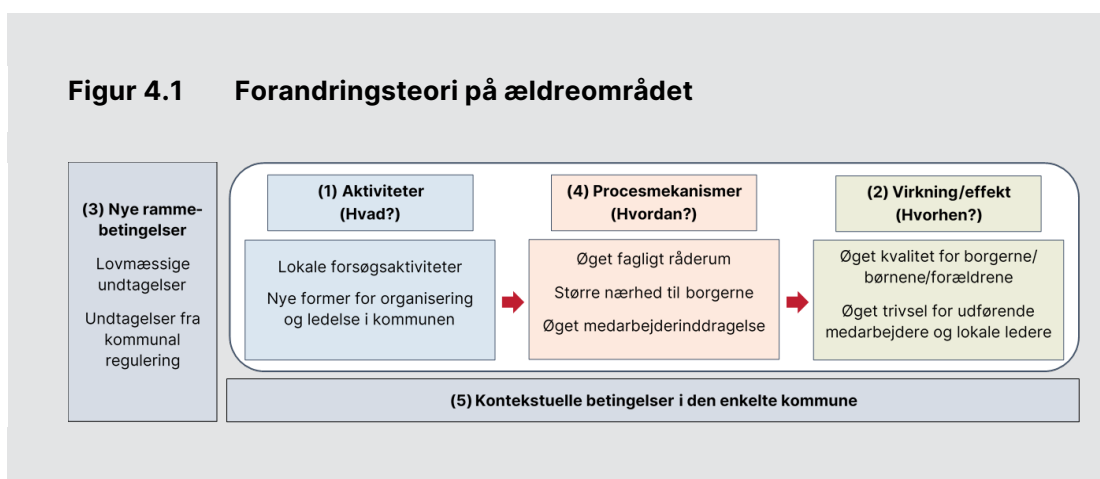 Figur 4.1 Forandringsteori på ældreområdet
(3) Nye ramme-
betingelser
Lovmæssige
undtagelser
Undtagelser fra
kommunal
regulering
(1) Aktiviteter
(Hvad?)
Lokale forsøgsaktiviteter
Nye former for organisering
og ledelse i kommunen
(4) Procesmekanismer
(Hvordan?)
Øget fagligt råderum
Større nærhed til borgerne
Øget medarbejderinddragelse
(2) Virkning/effekt
(Hvorhen?)
Øget kvalitet for borgerne/
børnene/forældrene
Øget trivsel for udførende
medarbejdere og lokale ledere
(5) Kontekstuelle betingelser i den enkelte kommune